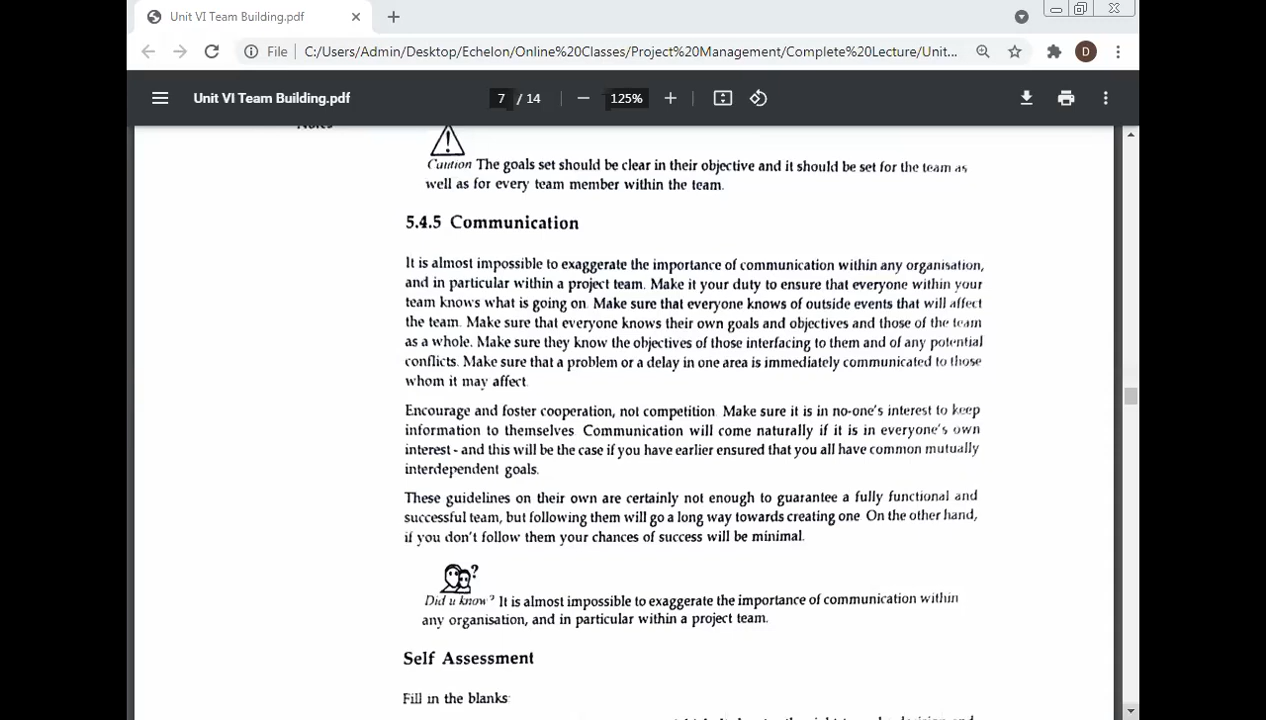 Unit VI Team Building.pdf
File
C:/Users/Admin/Desktop/Echelon/Online%20Classes/Project%20Management/Complete%20Lecture/Unit...
D
Unit VI Team Building.pdf
7 / 14
125%
Notes
Caution The goals set should be clear in their objective and it should be set for the team as
well as for every team member within the team.
5.4.5 Communication
It is almost impossible to exaggerate the importance of communication within any organisation,
and in particular within a project team. Make it your duty to ensure that everyone within your
team knows what is going on. Make sure that everyone knows of outside events that will affect
the team. Make sure that everyone knows their own goals and objectives and those of the team
as a whole. Make sure they know the objectives of those interfacing to them and of any potential
conflicts. Make sure that a problem or a delay in one area is immediately communicated to those
whom it may affect.
Encourage and foster cooperation, not competition. Make sure it is in no-one's interest to keep
information to themselves. Communication will come naturally if it is in everyone's own
interest - and this will be the case if you have earlier ensured that you all have common mutually
interdependent goals.
These guidelines on their own are certainly not enough to guarantee a fully functional and
successful team, but following them will go a long way towards creating one. On the other hand,
if you don't follow them your chances of success will be minimal.
?
Did u know? It is almost impossible to exaggerate the importance of communication within
any organisation, and in particular within a project team.
Self Assessment
Fill in the blanks: